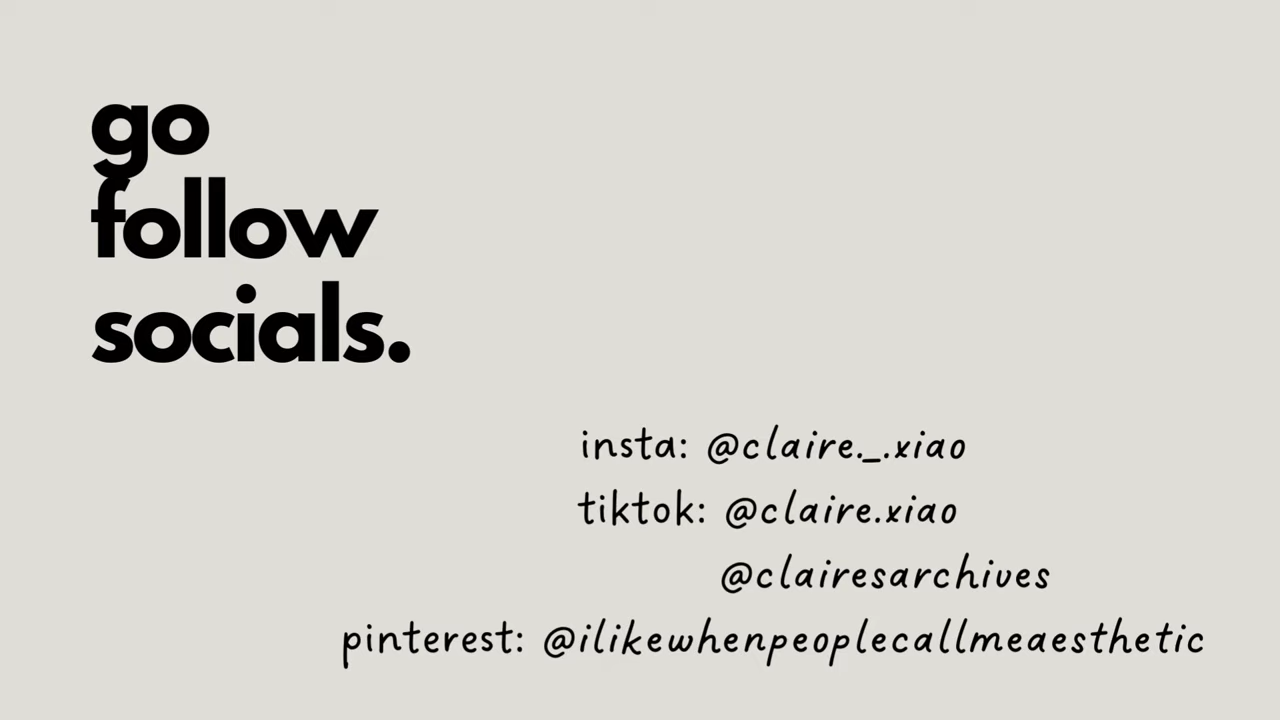 go
follow
socials.
insta: @claire._.xiao
tiktok: @claire.xiao
@clairesarchives
pinterest: @ilikewhenpeoplecallmeaesthetic